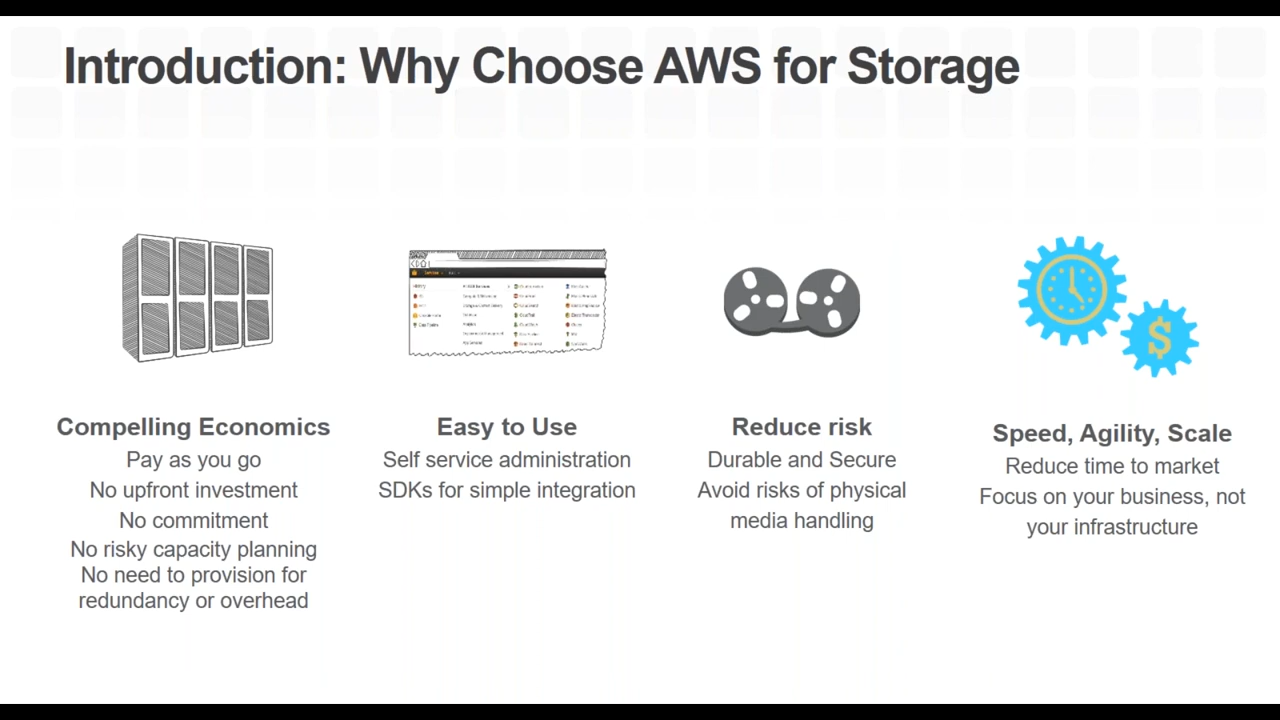 Introduction: Why Choose AWS for Storage
Compelling Economics
Pay as you go
No upfront investment
No commitment
No risky capacity planning
No need to provision for
redundancy or overhead
Easy to Use
Self service administration
SDKs for simple integration
Reduce risk
Durable and Secure
Avoid risks of physical
media handling
$
Speed, Agility, Scale
Reduce time to market
Focus on your business, not
your infrastructure